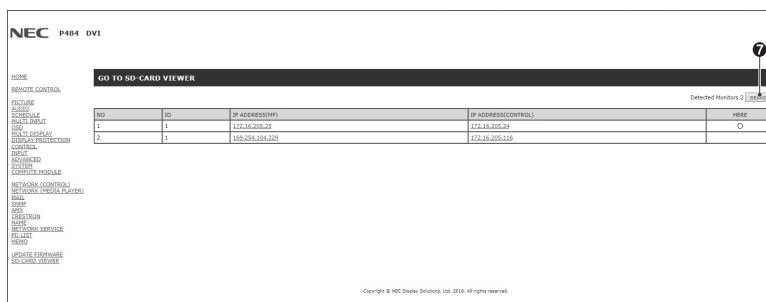 NEC P484 DVI
7
HOME
REMOTE CONTROL
PICTURE
AUDIO
SCHEDULE
MULTI INPUT
OSD
MULTI DISPLAY
DISPLAY PROTECTION
CONTROL
INPUT
ADVANCED
SYSTEM
COMPUTE MODULE
NETWORK (CONTROL)
NETWORK (MEDIA PLAYER)
MAIL
SNMP
AMX
CRESTRON
NAME
NETWORK SERVICE
PD LIST
MEMO
UPDATE FIRMWARE
SD-CARD VIEWER
GO TO SD-CARD VIEWER
Detected Monitors 2
NO ID IP ADDRESS(MP) IP ADDRESS(CONTROL) HERE
1 1 172.16.205.25 172.16.205.24 O
2 1 169.254.104.229 172.16.205.116
Copyright © NEC Display Solutions. Ltd. 2016. All rights reserved.